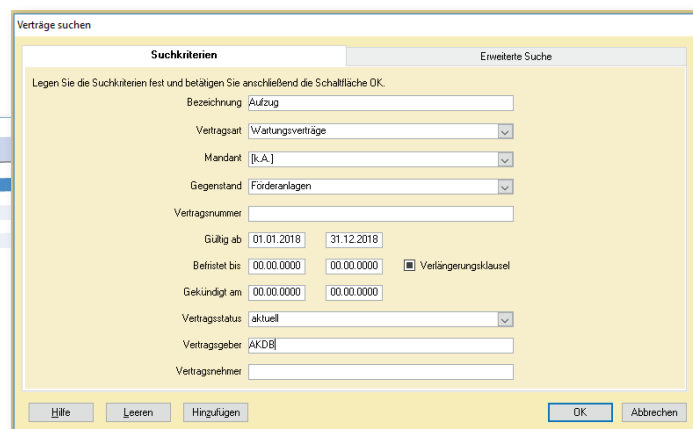 Verträge suchen
Suchkriterien Erweiterte Suche
Legen Sie die Suchkriterien fest und betätigen Sie anschließend die Schaltfläche OK.
Bezeichnung Aufzug
Vertragsart Wartungsverträge
Mandant [k.A.]
Gegenstand Förderanlagen
Vertragsnummer
Gültig ab 01.01.2018 31.12.2018
Befristet bis 00.00.0000 00.00.0000 Verlängerungsklausel
Gekündigt am 00.00.0000 00.00.0000
Vertragsstatus aktuell
Vertragsgeber AKDB
Vertragsnehmer
Hilfe Leeren Hinzufügen OK Abbrechen